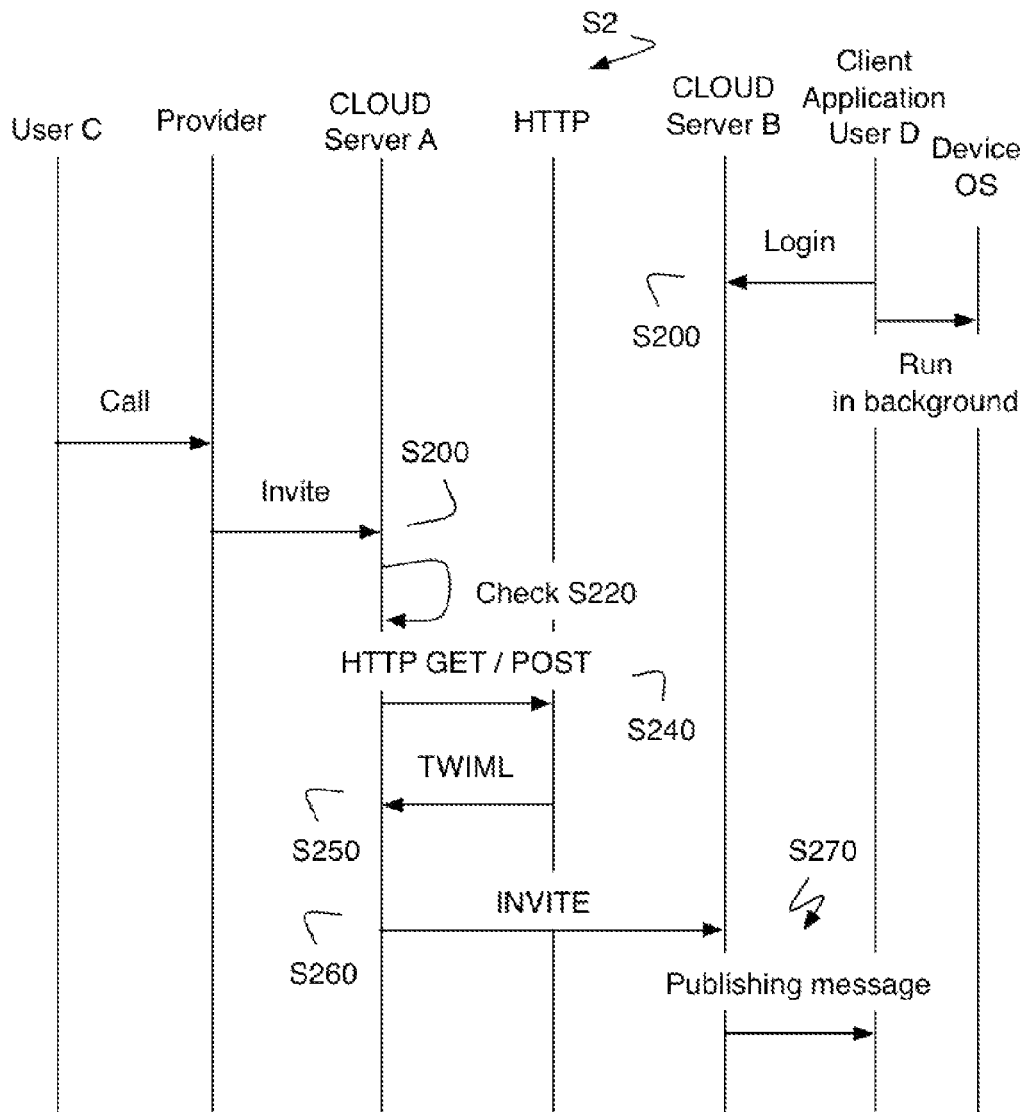 S2
User C
Provider
CLOUD
Server A
HTTP
CLOUD
Server B
Client
Application
User D
Device
OS
Login
S200
Run
in background
Call
S200
Invite
Check S220
HTTP GET / POST
S240
TWIML
S250
S270
INVITE
S260
Publishing message